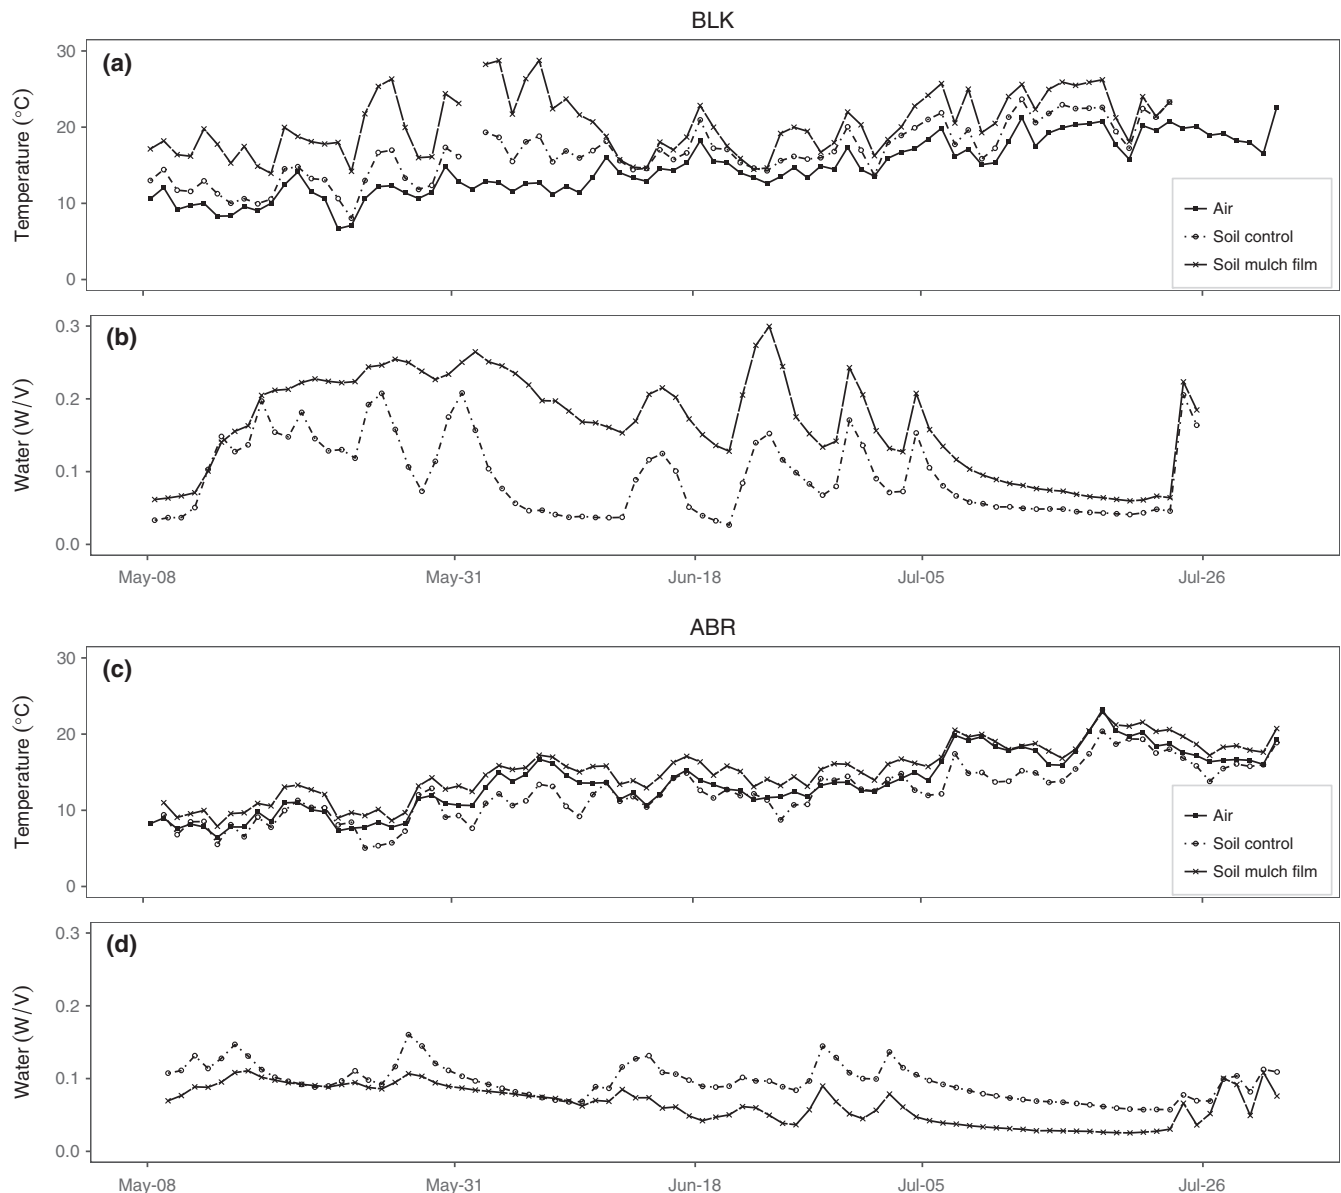 BLK
(a)
30
20
10
0
Temperature (°C)
Air
Soil control
Soil mulch film
(b)
0.3
0.2
0.1
0.0
Water (W/V)
May-08 May-31 Jun-18 Jul-05 Jul-26
ABR
(c)
30
20
10
0
Temperature (°C)
Air
Soil control
Soil mulch film
(d)
0.3
0.2
0.1
0.0
Water (W/V)
May-08 May-31 Jun-18 Jul-05 Jul-26